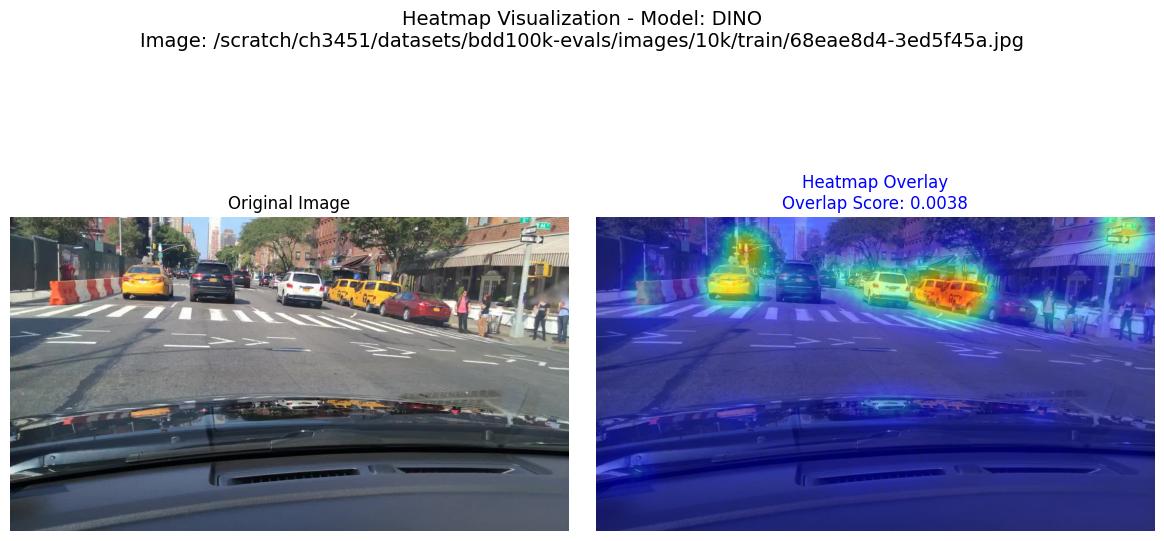 Heatmap Visualization - Model: DINO
Image: /scratch/ch3451/datasets/bdd100k-evals/images/10k/train/68eae8d4-3ed5f45a.jpg
Original Image
Heatmap Overlay
Overlap Score: 0.0038